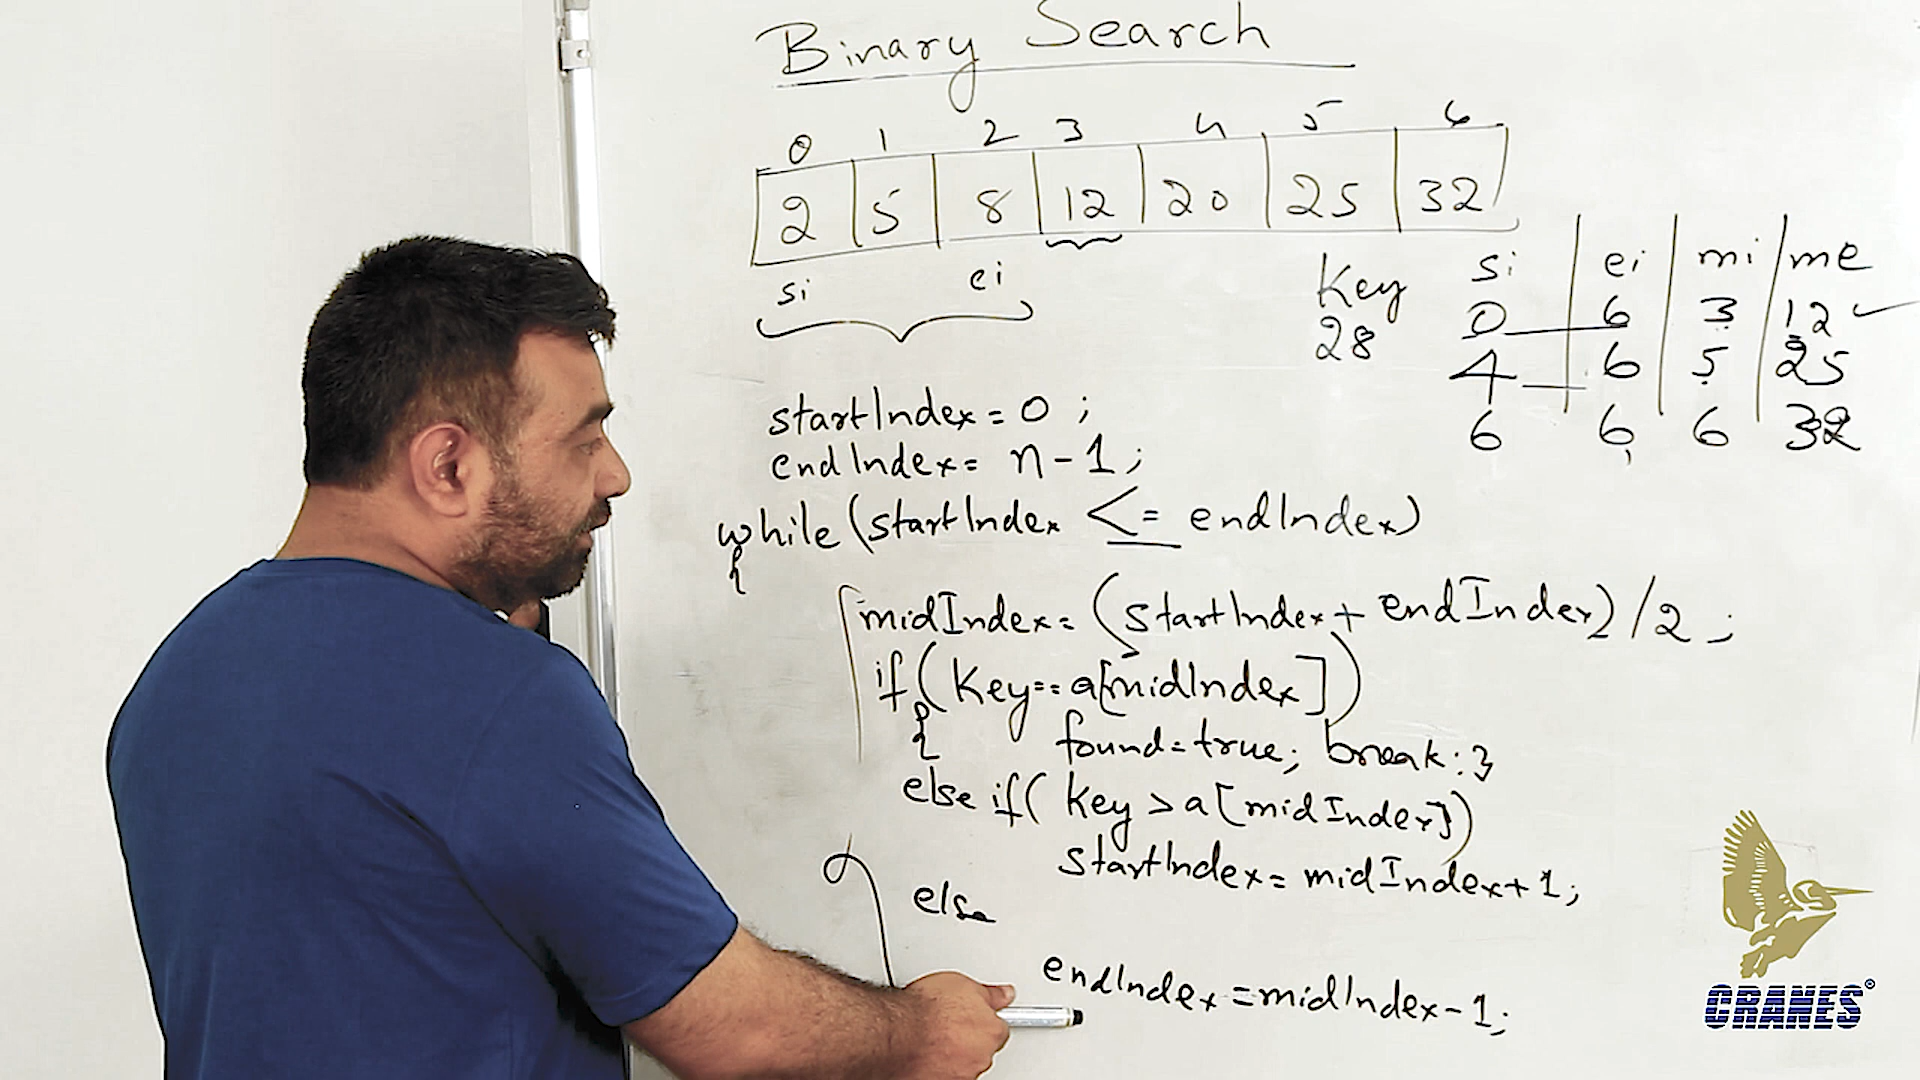 Binary Search
0 1 2 3 4 5 6
2 5 8 12 20 25 32
si ei
Key
28
si ei mi me
0 6 3 12
4 6 5 25
6 6 6 32
startIndex = 0 ;
endIndex = n - 1 ;
while (startIndex <= endIndex)
{
midIndex = (startIndex + endIndex) / 2 ;
if (Key == a[midIndex])
{ found = true; break; }
else if ( Key > a[midIndex])
startIndex = midIndex + 1;
else
endIndex = midIndex - 1;
CRANES®